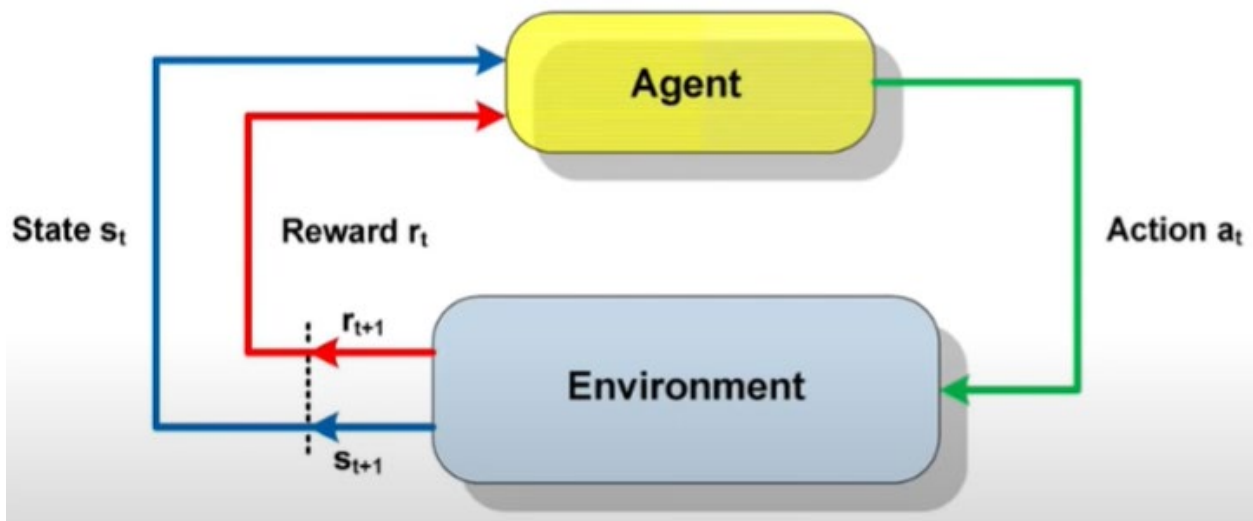 Agent
State sₜ
Reward rₜ
Action aₜ
rₜ₊₁
Environment
sₜ₊₁